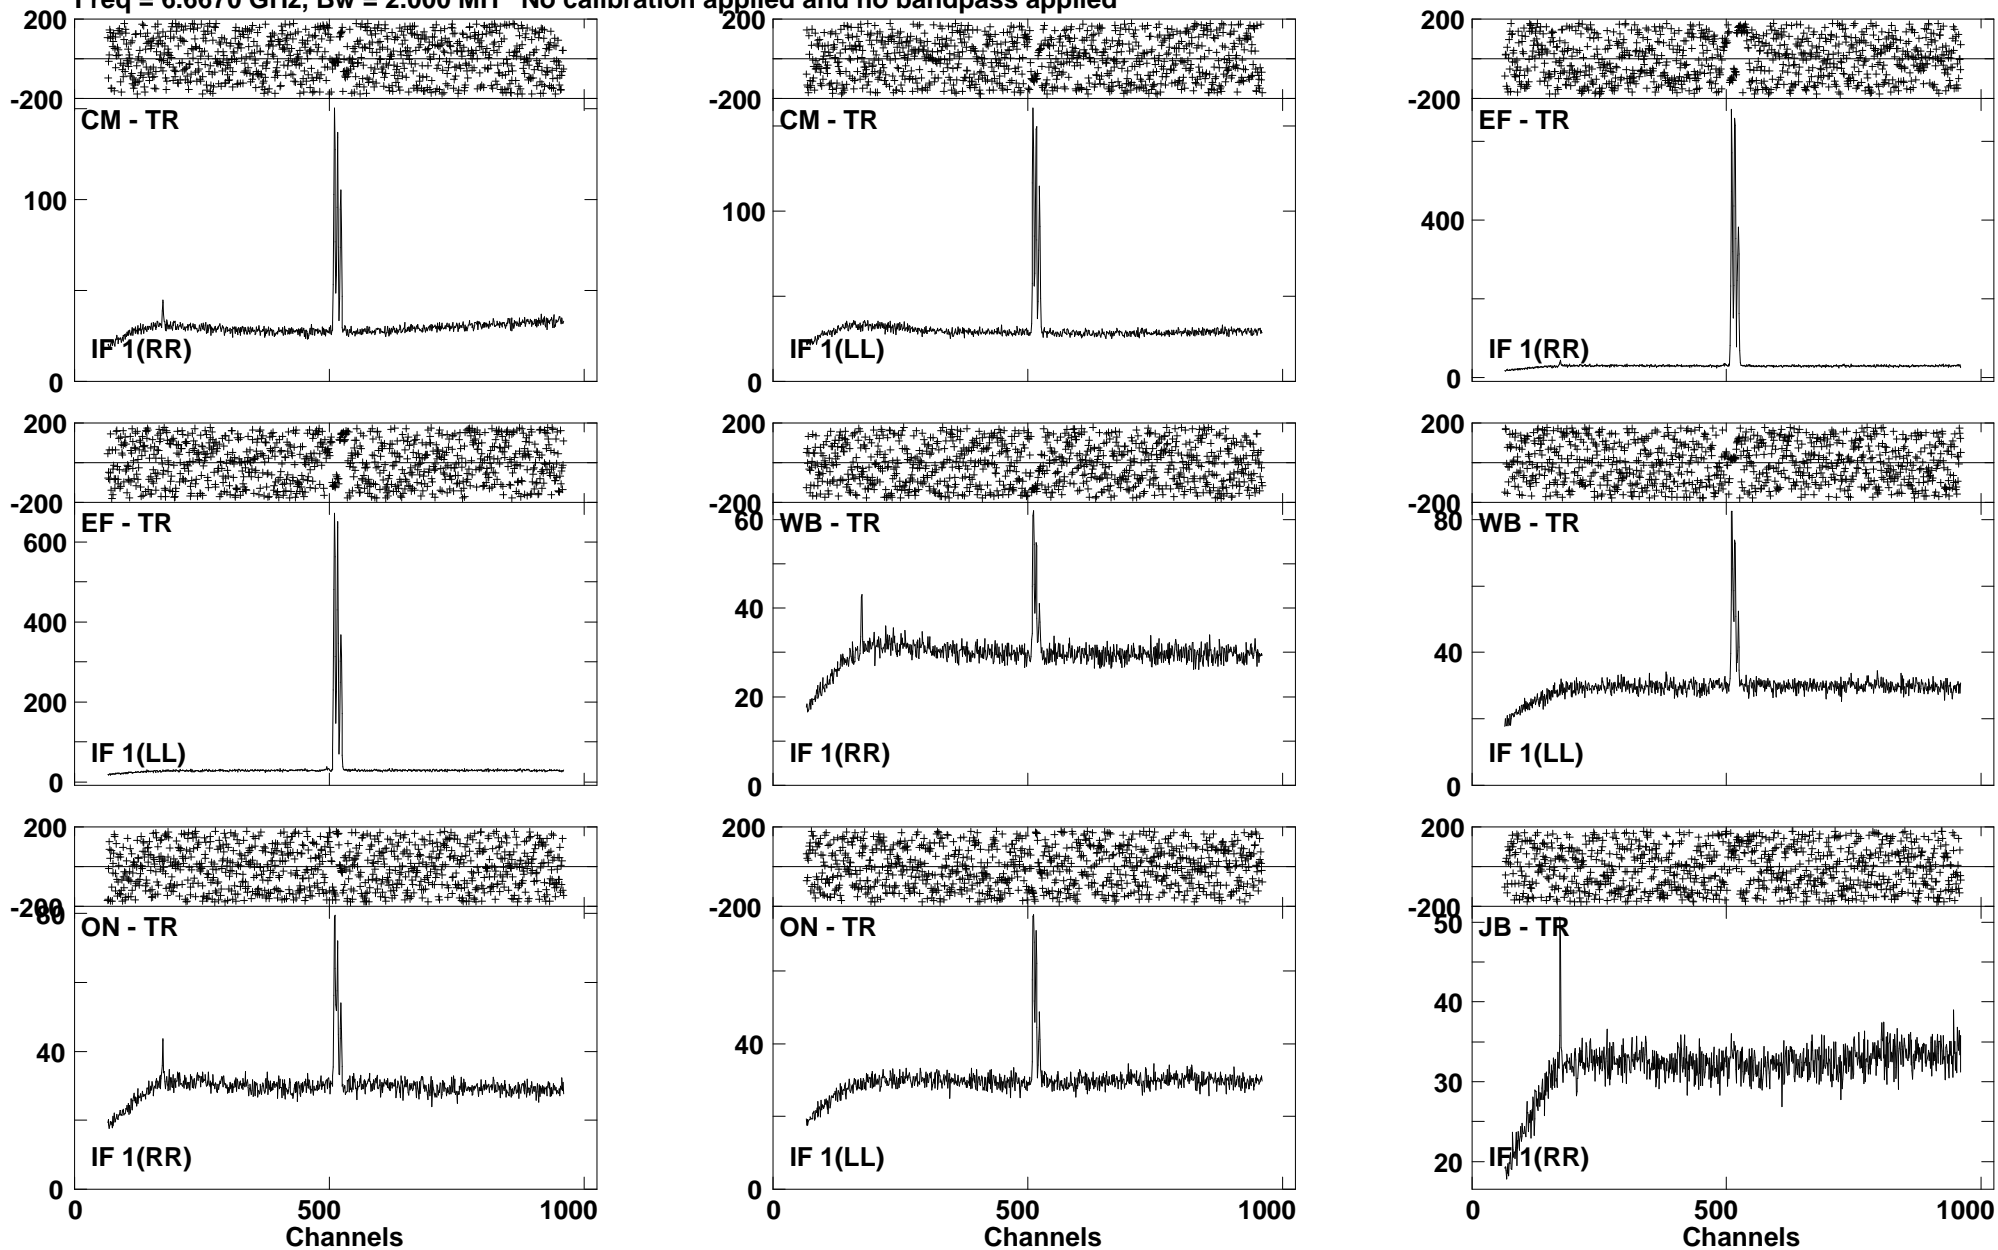 Freq = 6.6670 GHz, Bw = 2.000 MH No calibration applied and no bandpass applied
200
-200
CM - TR
100
IF 1(RR)
0
200
-200
CM - TR
100
IF 1(LL)
0
200
-200
EF - TR
400
IF 1(RR)
0
200
-200
EF - TR
600
400
200
IF 1(LL)
0
200
-200
60
WB - TR
40
20
IF 1(RR)
0
200
-200
80
WB - TR
40
IF 1(LL)
0
200
-200
80
ON - TR
40
IF 1(RR)
0
0 500 1000
Channels
200
-200
ON - TR
40
IF 1(LL)
0
0 500 1000
Channels
200
-200
50
JB - TR
40
30
20
IF 1(RR)
0 500 1000
Channels